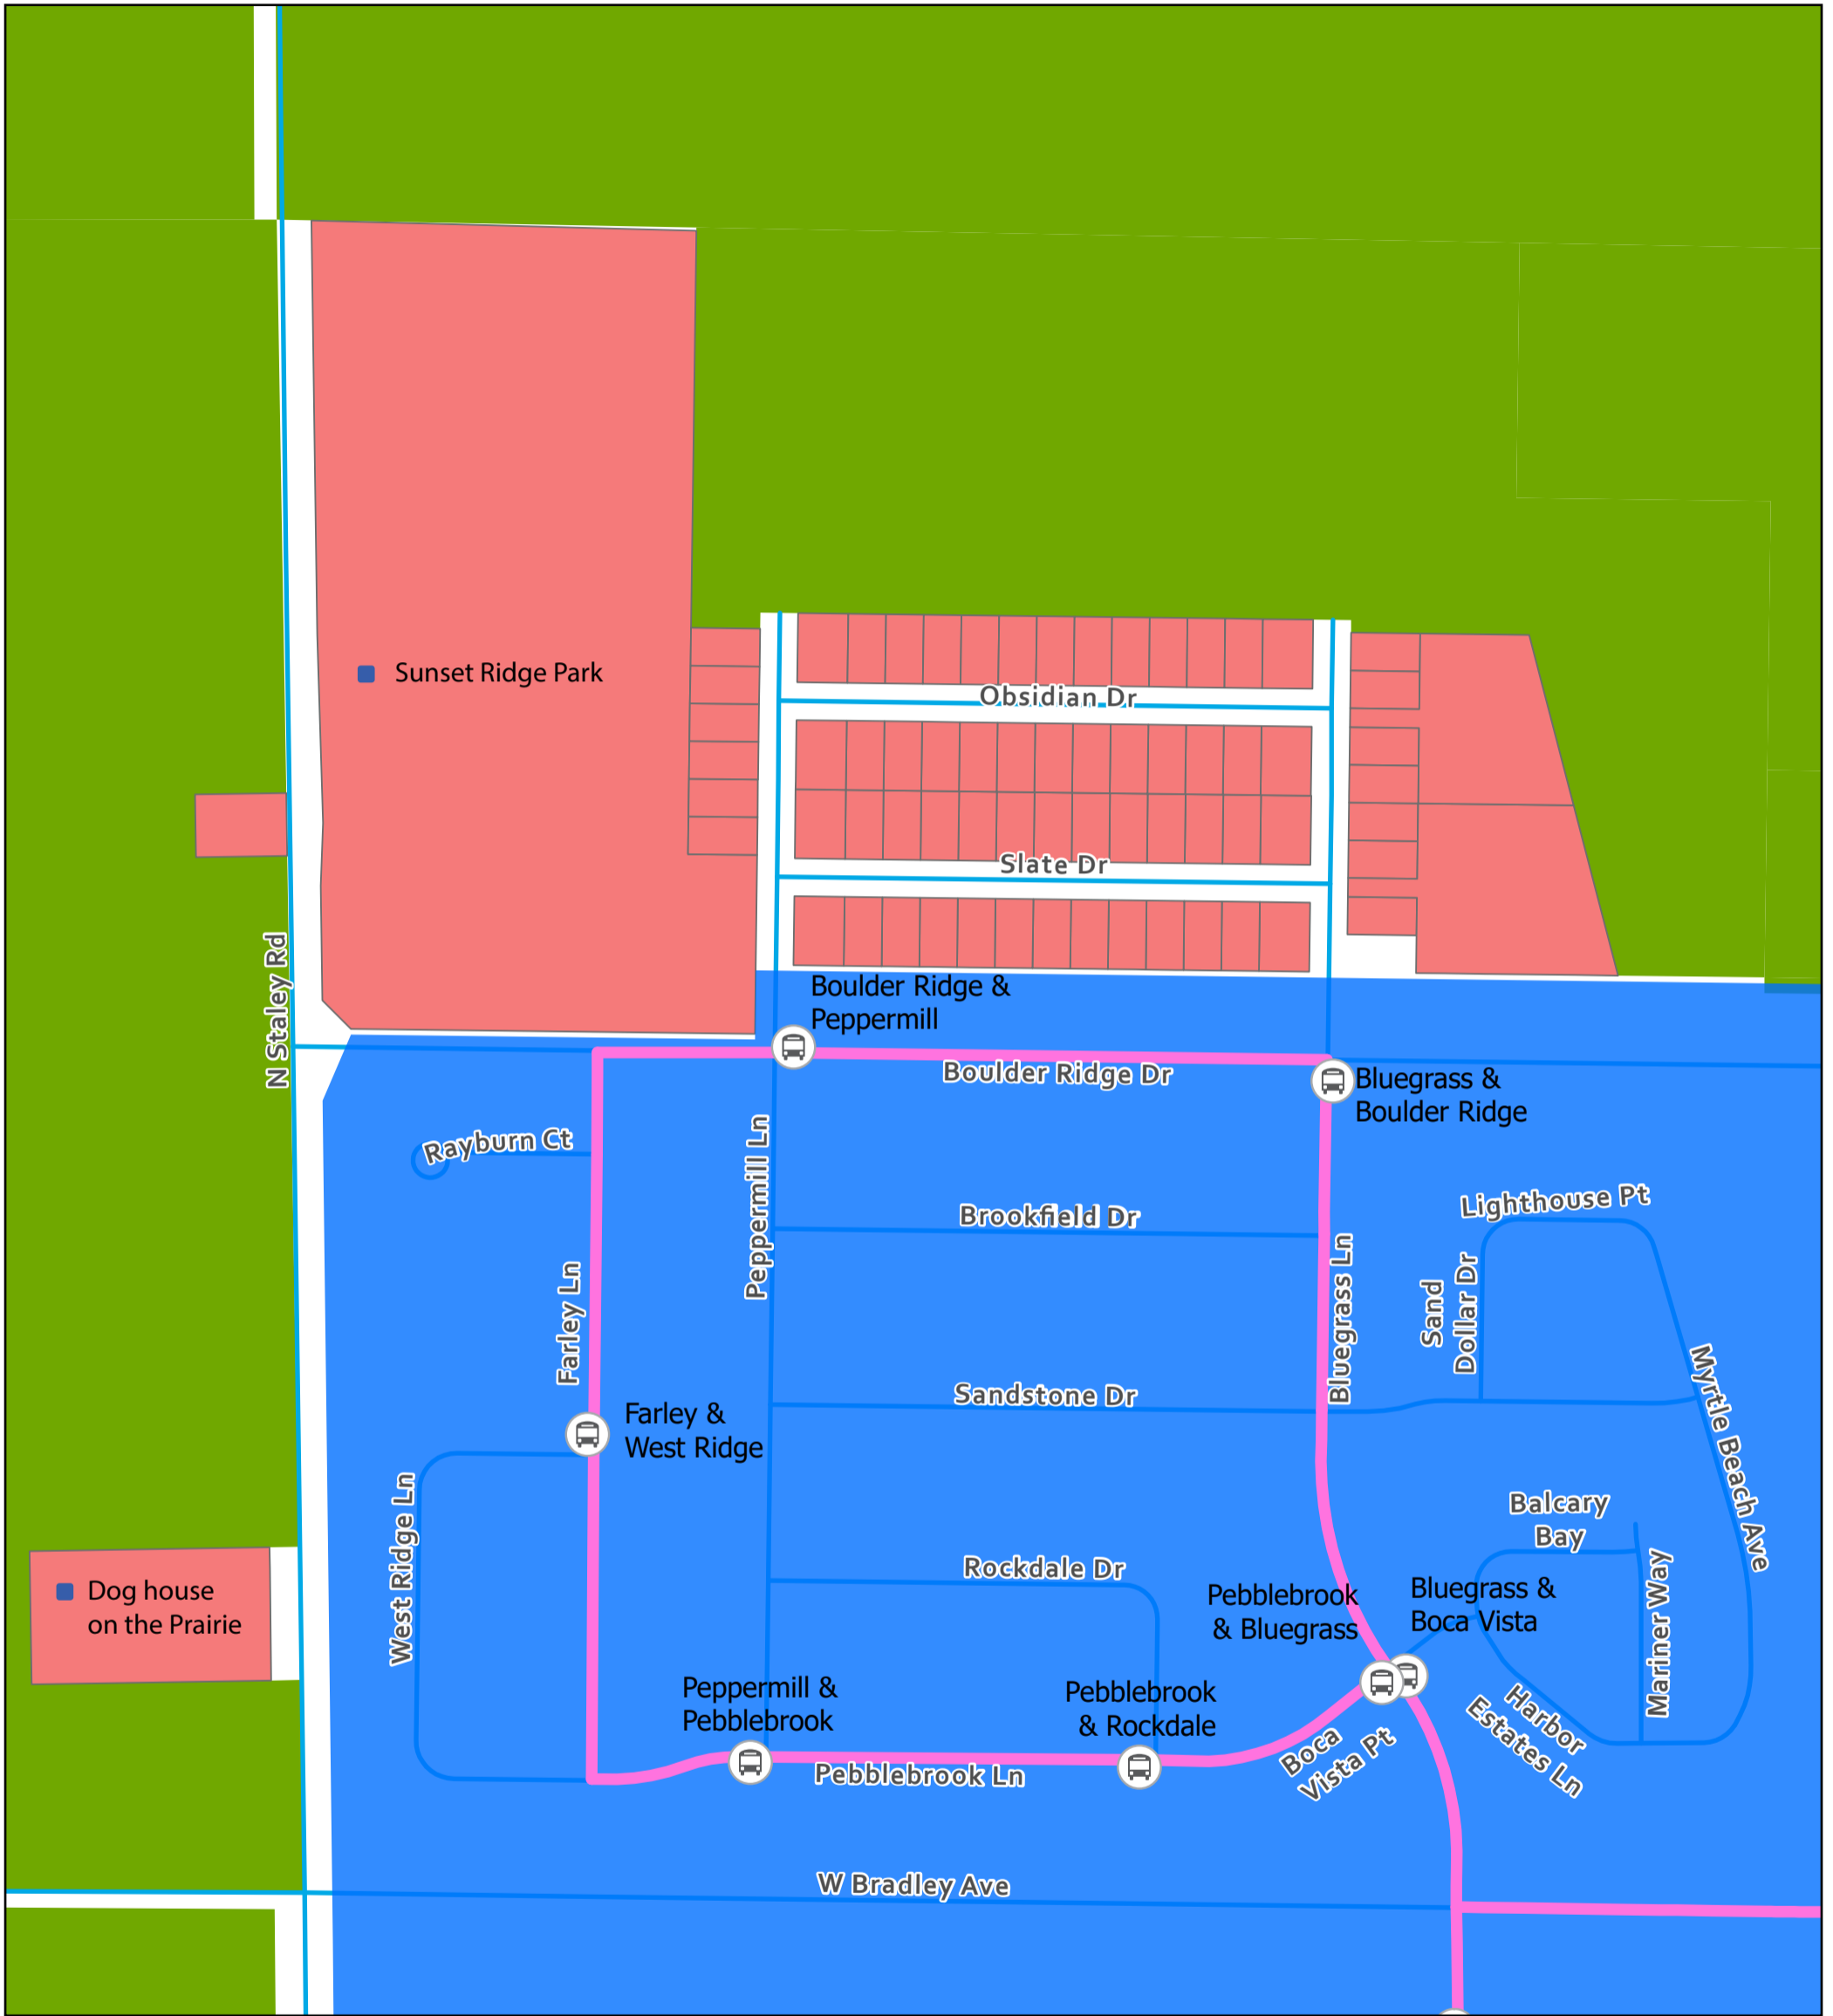 Sunset Ridge Park
Obsidian Dr
Slate Dr
N Staley Rd
Boulder Ridge &
Peppermill
Boulder Ridge Dr
Bluegrass &
Boulder Ridge
Rayburn Ct
Peppermill Ln
Brookfield Dr
Lighthouse Pt
Farley Ln
Bluegrass Ln
Sand
Dollar Dr
Sandstone Dr
Myrtle Beach Ave
Farley &
West Ridge
West Ridge Ln
Balcary
Bay
Rockdale Dr
Dog house
on the Prairie
Pebblebrook
& Bluegrass
Bluegrass &
Boca Vista
Mariner Way
Peppermill &
Pebblebrook
Pebblebrook
& Rockdale
Harbor
Estates Ln
Boca
Vista Pt
Pebblebrook Ln
W Bradley Ave